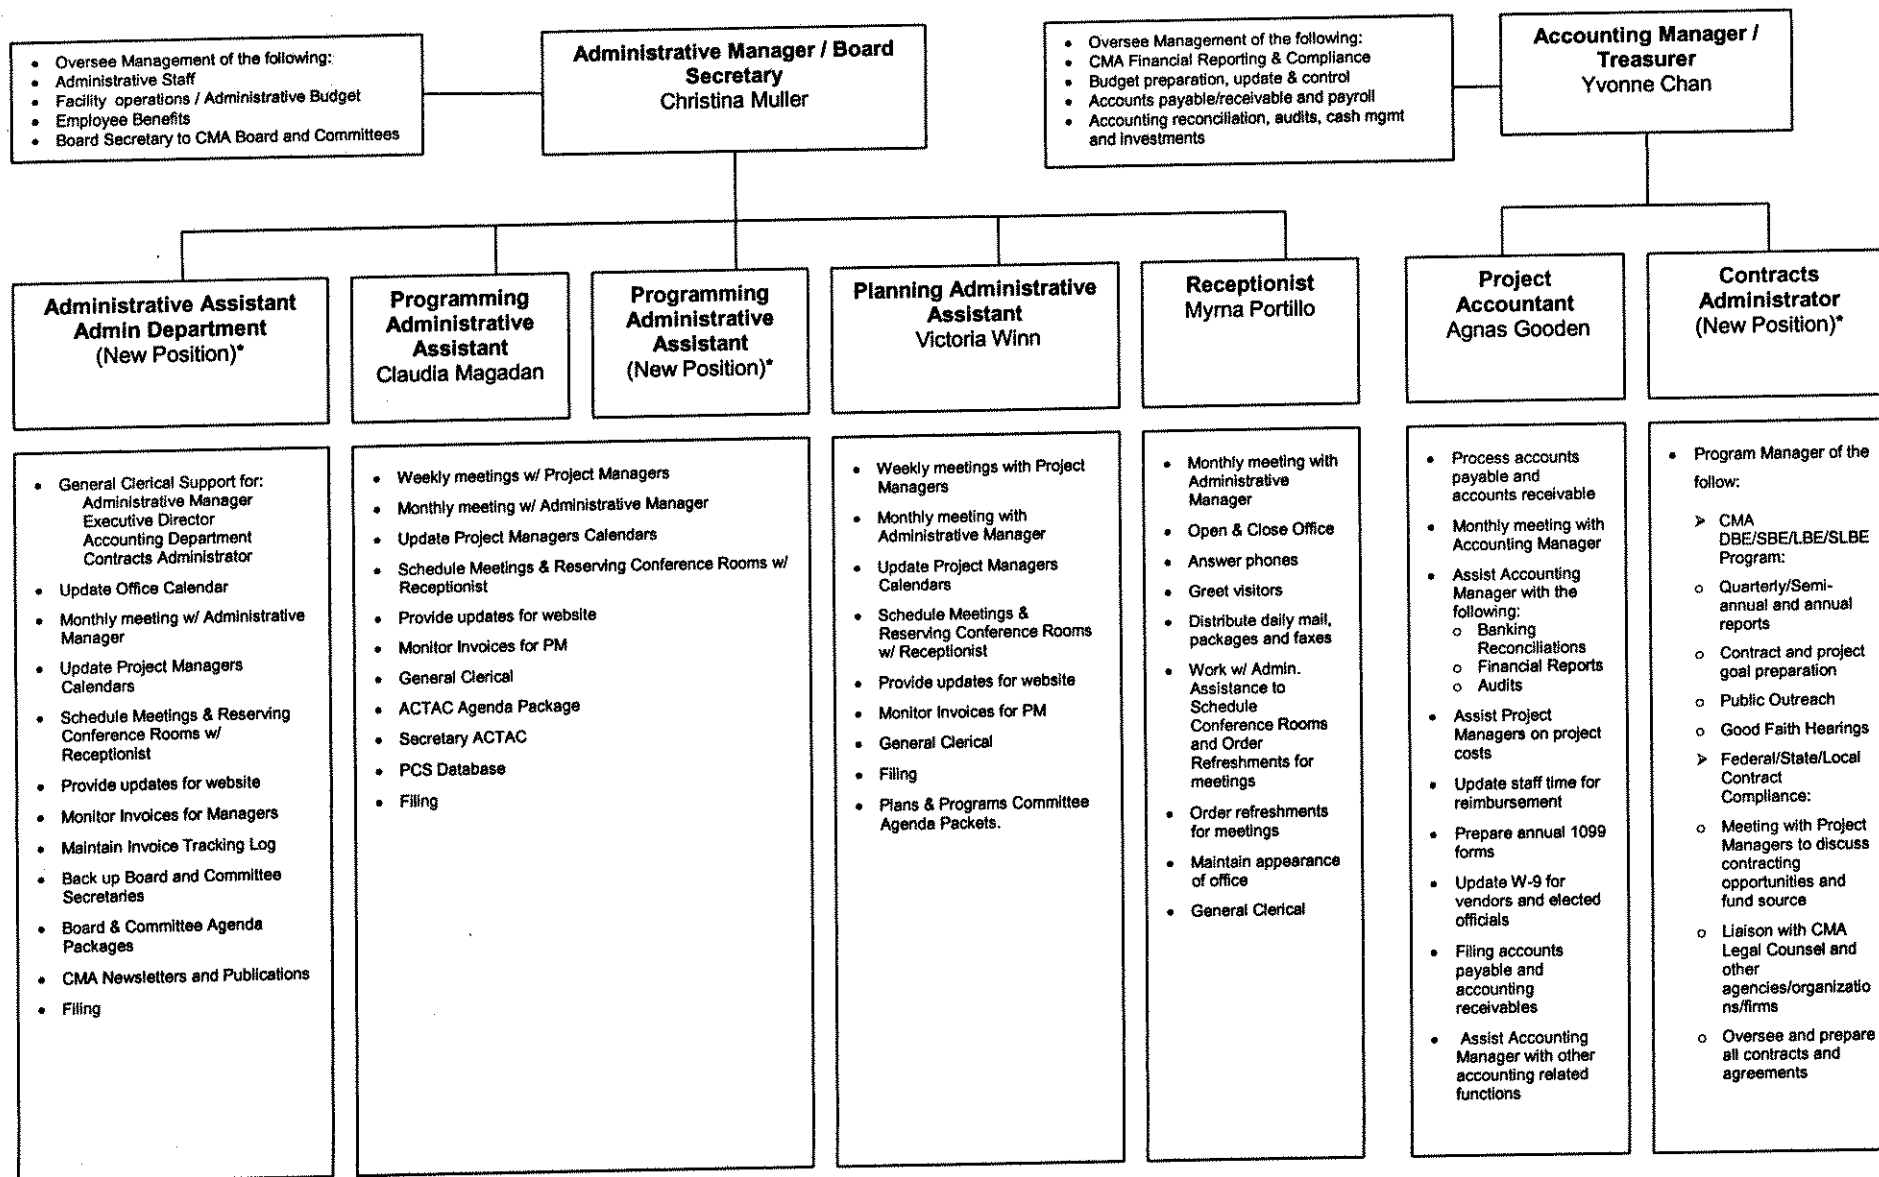 • Oversee Management of the following:
• Administrative Staff
• Facility operations / Administrative Budget
• Employee Benefits
• Board Secretary to CMA Board and Committees
Administrative Manager / Board
Secretary
Christina Muller
• Oversee Management of the following:
• CMA Financial Reporting & Compliance
• Budget preparation, update & control
• Accounts payable/receivable and payroll
• Accounting reconciliation, audits, cash mgmt
and investments
Accounting Manager /
Treasurer
Yvonne Chan
Administrative Assistant
Admin Department
(New Position)*
Programming
Administrative
Assistant
Claudia Magadan
Programming
Administrative
Assistant
(New Position)*
Planning Administrative
Assistant
Victoria Winn
Receptionist
Myrna Portillo
Project
Accountant
Agnas Gooden
Contracts
Administrator
(New Position)*
• General Clerical Support for:
Administrative Manager
Executive Director
Accounting Department
Contracts Administrator
• Update Office Calendar
• Monthly meeting w/ Administrative
Manager
• Update Project Managers
Calendars
• Schedule Meetings & Reserving
Conference Rooms w/
Receptionist
• Provide updates for website
• Monitor Invoices for Managers
• Maintain Invoice Tracking Log
• Back up Board and Committee
Secretaries
• Board & Committee Agenda
Packages
• CMA Newsletters and Publications
• Filing
• Weekly meetings w/ Project Managers
• Monthly meeting w/ Administrative Manager
• Update Project Managers Calendars
• Schedule Meetings & Reserving Conference Rooms w/
Receptionist
• Provide updates for website
• Monitor Invoices for PM
• General Clerical
• ACTAC Agenda Package
• Secretary ACTAC
• PCS Database
• Filing
• Weekly meetings with Project
Managers
• Monthly meeting with
Administrative Manager
• Update Project Managers
Calendars
• Schedule Meetings &
Reserving Conference Rooms
w/ Receptionist
• Provide updates for website
• Monitor Invoices for PM
• General Clerical
• Filing
• Plans & Programs Committee
Agenda Packets.
• Monthly meeting with
Administrative
Manager
• Open & Close Office
• Answer phones
• Greet visitors
• Distribute daily mail,
packages and faxes
• Work w/ Admin.
Assistance to
Schedule
Conference Rooms
and Order
Refreshments for
meetings
• Order refreshments
for meetings
• Maintain appearance
of office
• General Clerical
• Process accounts
payable and
accounts receivable
• Monthly meeting with
Accounting Manager
• Assist Accounting
Manager with the
following:
o Banking
Reconciliations
o Financial Reports
o Audits
• Assist Project
Managers on project
costs
• Update staff time for
reimbursement
• Prepare annual 1099
forms
• Update W-9 for
vendors and elected
officials
• Filing accounts
payable and
accounting
receivables
• Assist Accounting
Manager with other
accounting related
functions
• Program Manager of the
follow:
➢ CMA
DBE/SBE/LBE/SLBE
Program:
o Quarterly/Semi-
annual and annual
reports
o Contract and project
goal preparation
o Public Outreach
o Good Faith Hearings
➢ Federal/State/Local
Contract
Compliance:
o Meeting with Project
Managers to discuss
contracting
opportunities and
fund source
o Liaison with CMA
Legal Counsel and
other
agencies/organizatio
ns/firms
o Oversee and prepare
all contracts and
agreements